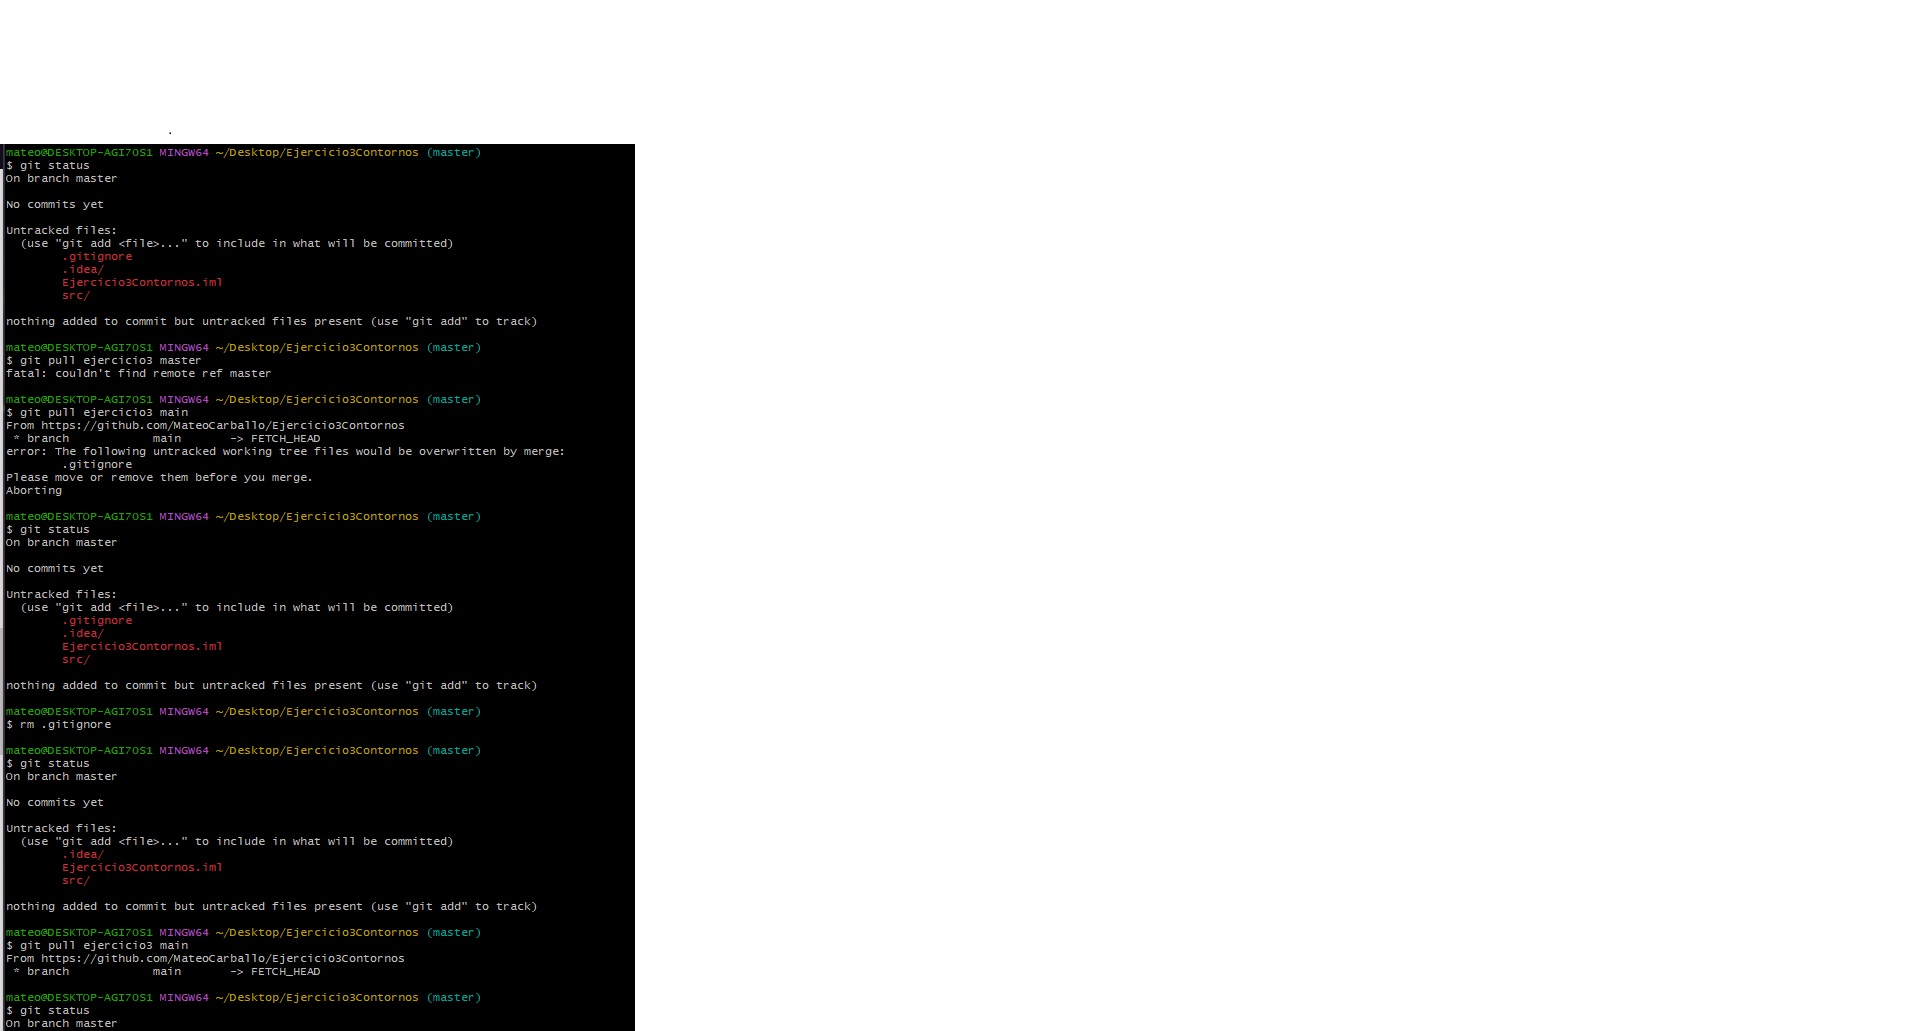 .
mateo@DESKTOP-AGI7OS1 MINGW64 ~/Desktop/Ejercicio3Contornos (master)
$ git status
On branch master
No commits yet
Untracked files:
(use "git add <file>..." to include in what will be committed)
.gitignore
.idea/
Ejercicio3Contornos.iml
src/
nothing added to commit but untracked files present (use "git add" to track)
mateo@DESKTOP-AGI7OS1 MINGW64 ~/Desktop/Ejercicio3Contornos (master)
$ git pull ejercicio3 master
fatal: couldn't find remote ref master
mateo@DESKTOP-AGI7OS1 MINGW64 ~/Desktop/Ejercicio3Contornos (master)
$ git pull ejercicio3 main
From https://github.com/MateoCarballo/Ejercicio3Contornos
* branch            main       -> FETCH_HEAD
error: The following untracked working tree files would be overwritten by merge:
.gitignore
Please move or remove them before you merge.
Aborting
mateo@DESKTOP-AGI7OS1 MINGW64 ~/Desktop/Ejercicio3Contornos (master)
$ git status
On branch master
No commits yet
Untracked files:
(use "git add <file>..." to include in what will be committed)
.gitignore
.idea/
Ejercicio3Contornos.iml
src/
nothing added to commit but untracked files present (use "git add" to track)
mateo@DESKTOP-AGI7OS1 MINGW64 ~/Desktop/Ejercicio3Contornos (master)
$ rm .gitignore
mateo@DESKTOP-AGI7OS1 MINGW64 ~/Desktop/Ejercicio3Contornos (master)
$ git status
On branch master
No commits yet
Untracked files:
(use "git add <file>..." to include in what will be committed)
.idea/
Ejercicio3Contornos.iml
src/
nothing added to commit but untracked files present (use "git add" to track)
mateo@DESKTOP-AGI7OS1 MINGW64 ~/Desktop/Ejercicio3Contornos (master)
$ git pull ejercicio3 main
From https://github.com/MateoCarballo/Ejercicio3Contornos
* branch            main       -> FETCH_HEAD
mateo@DESKTOP-AGI7OS1 MINGW64 ~/Desktop/Ejercicio3Contornos (master)
$ git status
On branch master